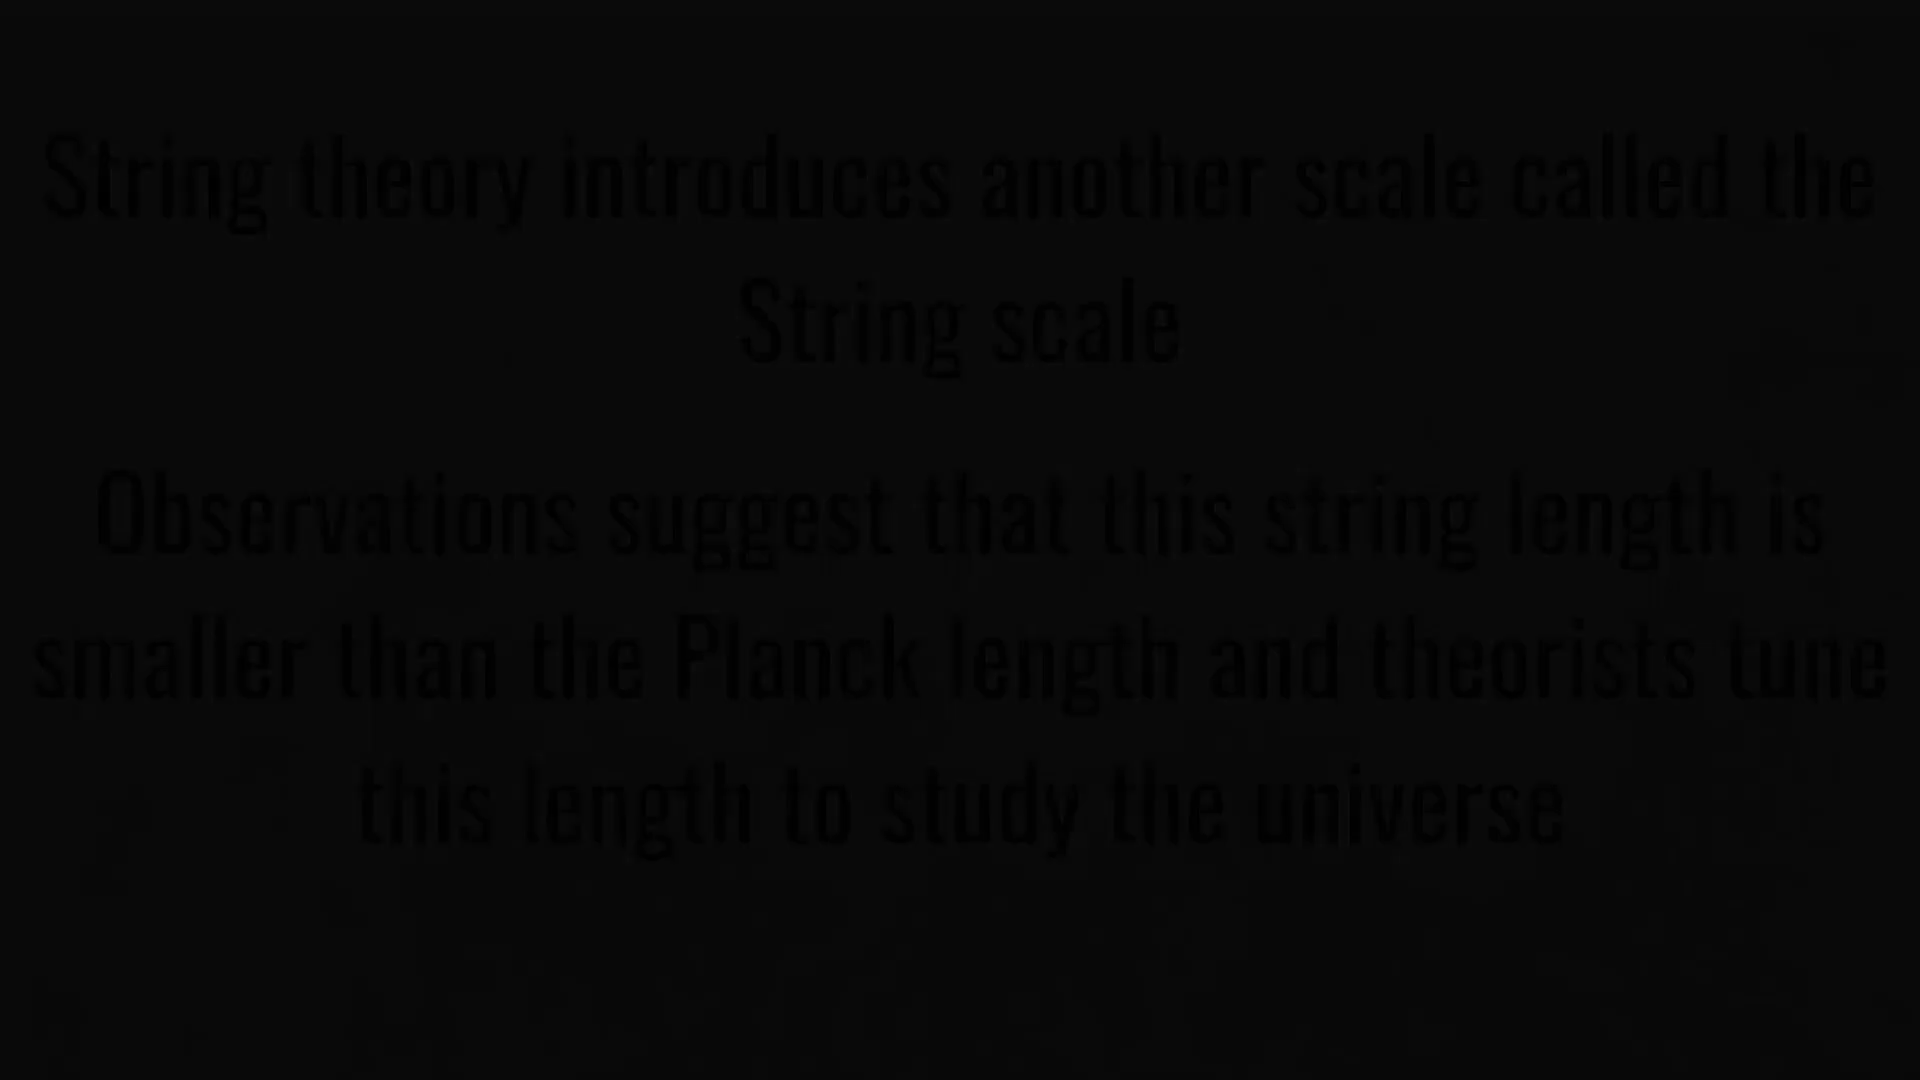 String theory introduces another scale called the
String scale
Observations suggest that this string length is
smaller than the Planck length and theorists tune
this length to study the universe